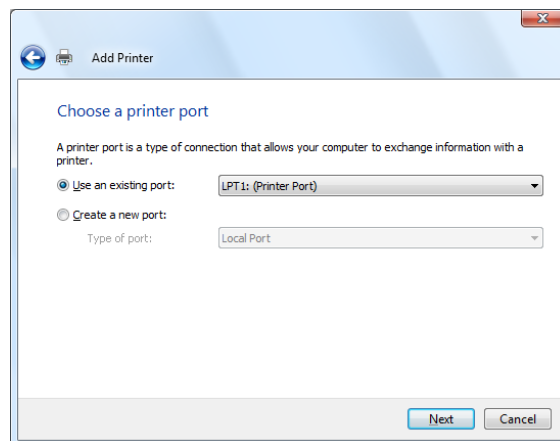 Add Printer
Choose a printer port
A printer port is a type of connection that allows your computer to exchange information with a
printer.
Use an existing port: LPT1: (Printer Port)
Create a new port:
Type of port: Local Port
Next Cancel